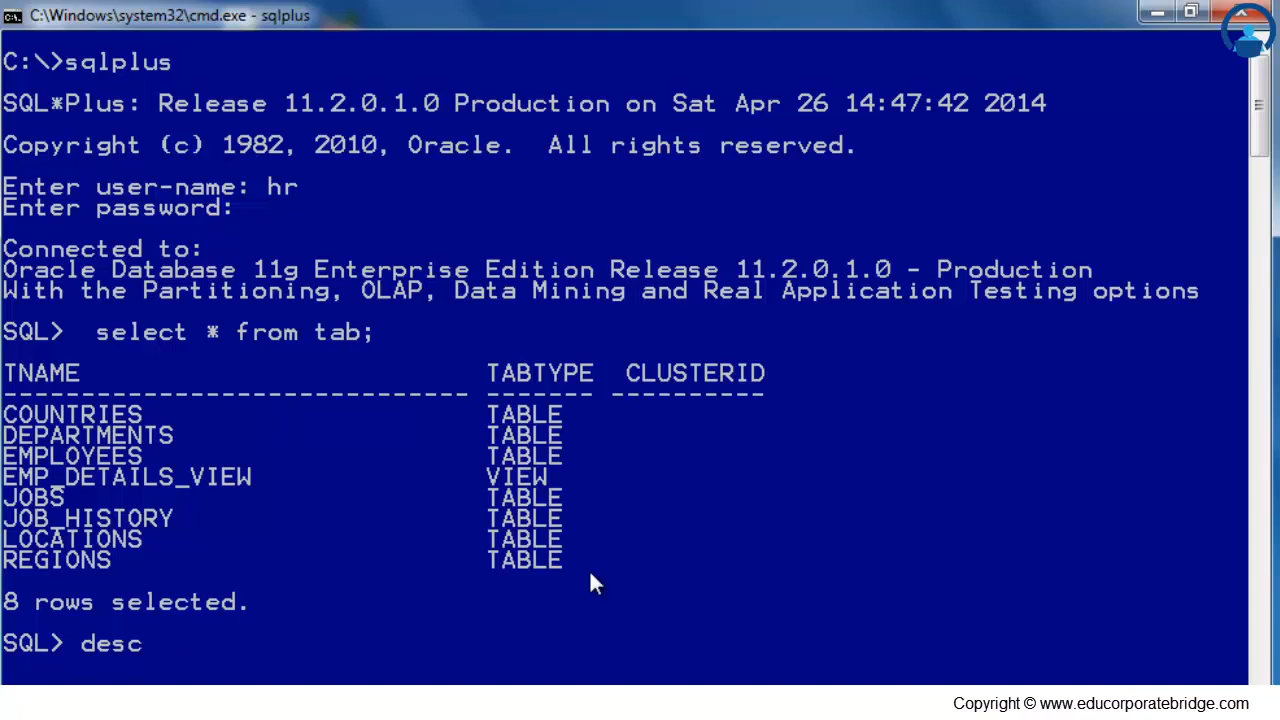 C:\Windows\system32\cmd.exe - sqlplus
C:\>sqlplus
SQL*Plus: Release 11.2.0.1.0 Production on Sat Apr 26 14:47:42 2014
Copyright (c) 1982, 2010, Oracle.  All rights reserved.
Enter user-name: hr
Enter password:
Connected to:
Oracle Database 11g Enterprise Edition Release 11.2.0.1.0 - Production
With the Partitioning, OLAP, Data Mining and Real Application Testing options
SQL>  select * from tab;
TNAME                          TABTYPE  CLUSTERID
------------------------------ ------- ----------
COUNTRIES                      TABLE
DEPARTMENTS                    TABLE
EMPLOYEES                      TABLE
EMP_DETAILS_VIEW               VIEW
JOBS                           TABLE
JOB_HISTORY                    TABLE
LOCATIONS                      TABLE
REGIONS                        TABLE
8 rows selected.
SQL> desc
Copyright © www.educorporatebridge.com